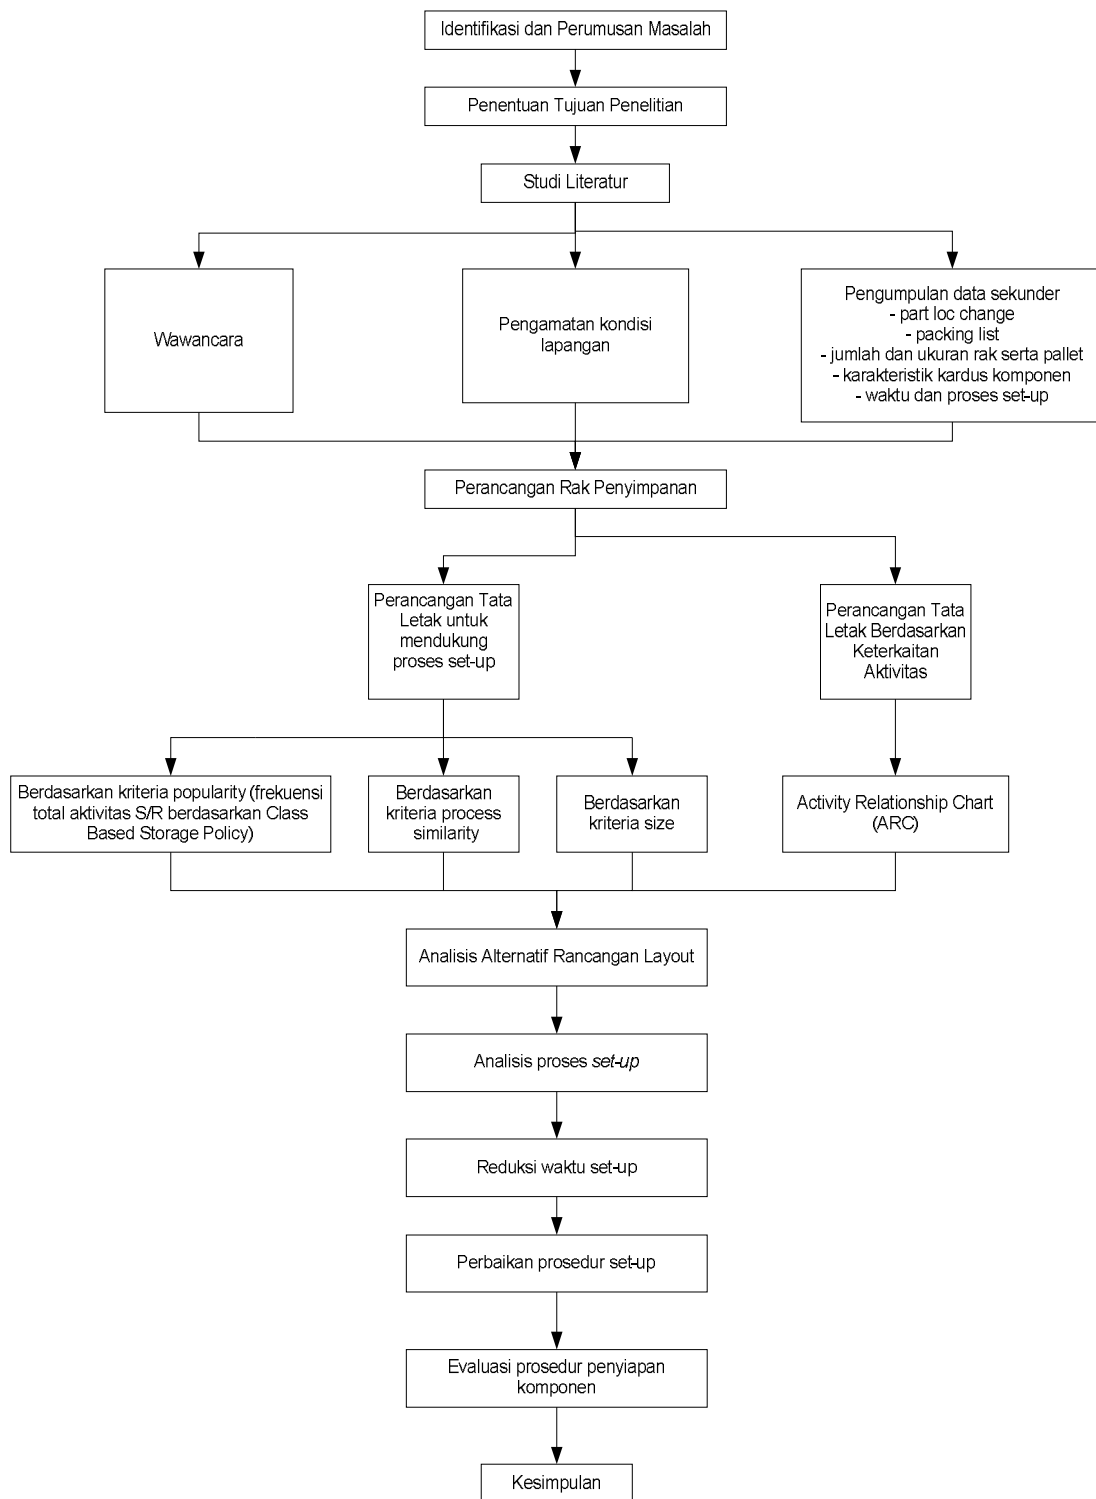 Identifikasi dan Perumusan Masalah
Penentuan Tujuan Penelitian
Studi Literatur
Wawancara
Pengamatan kondisi
lapangan
Pengumpulan data sekunder
- part loc change
- packing list
- jumlah dan ukuran rak serta pallet
- karakteristik kardus komponen
- waktu dan proses set-up
Perancangan Rak Penyimpanan
Perancangan Tata
Letak untuk
mendukung
proses set-up
Perancangan Tata
Letak Berdasarkan
Keterkaitan
Aktivitas
Berdasarkan kriteria popularity (frekuensi
total aktivitas S/R berdasarkan Class
Based Storage Policy)
Berdasarkan
kriteria process
similarity
Berdasarkan
kriteria size
Activity Relationship Chart
(ARC)
Analisis Alternatif Rancangan Layout
Analisis proses set-up
Reduksi waktu set-up
Perbaikan prosedur set-up
Evaluasi prosedur penyiapan
komponen
Kesimpulan